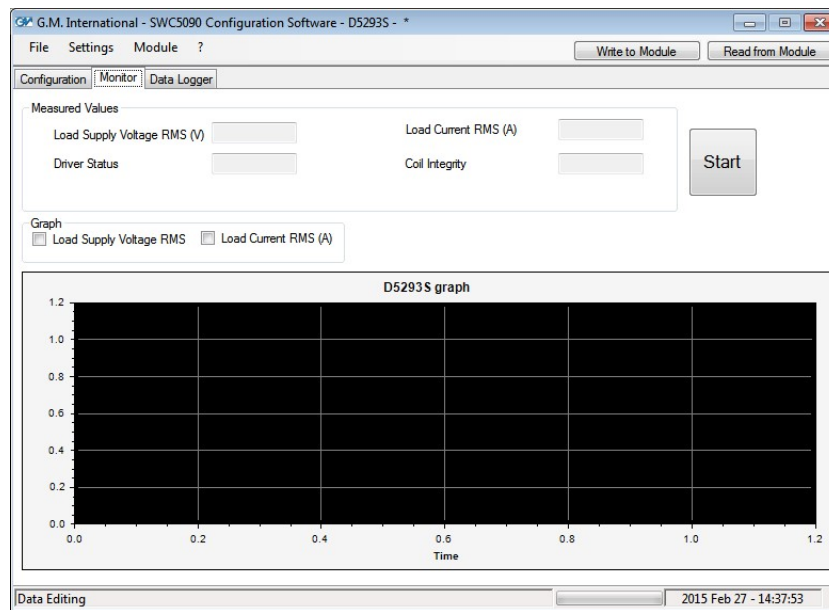 G.M. International - SWC5090 Configuration Software - D5293S - *
File Settings Module ? Write to Module Read from Module
Configuration Monitor Data Logger
Measured Values
Load Supply Voltage RMS (V) Load Current RMS (A)
Driver Status Coil Integrity
Start
Graph
Load Supply Voltage RMS Load Current RMS (A)
D5293S graph
1.2
1.0
0.8
0.6
0.4
0.2
0.0
0.0 0.2 0.4 0.6 0.8 1.0 1.2
Time
Data Editing 2015 Feb 27 - 14:37:53